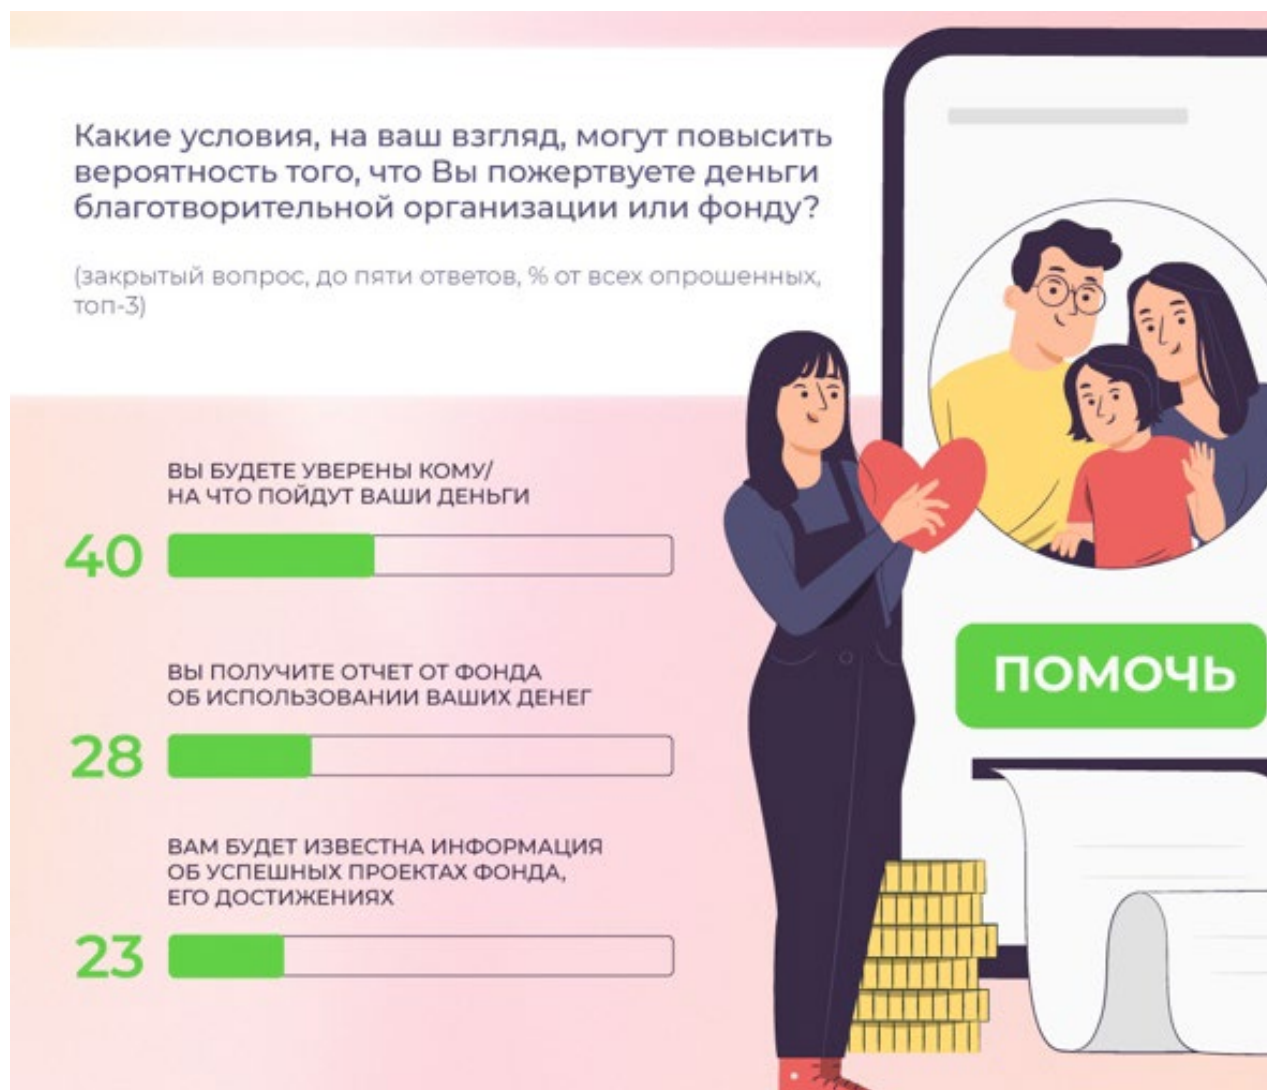 Какие условия, на ваш взгляд, могут повысить
вероятность того, что Вы пожертвуете деньги
благотворительной организации или фонду?
(закрытый вопрос, до пяти ответов, % от всех опрошенных,
топ-3)
ВЫ БУДЕТЕ УВЕРЕНЫ КОМУ/
НА ЧТО ПОЙДУТ ВАШИ ДЕНЬГИ
40
ВЫ ПОЛУЧИТЕ ОТЧЕТ ОТ ФОНДА
ОБ ИСПОЛЬЗОВАНИИ ВАШИХ ДЕНЕГ
28
ВАМ БУДЕТ ИЗВЕСТНА ИНФОРМАЦИЯ
ОБ УСПЕШНЫХ ПРОЕКТАХ ФОНДА,
ЕГО ДОСТИЖЕНИЯХ
23
ПОМОЧЬ